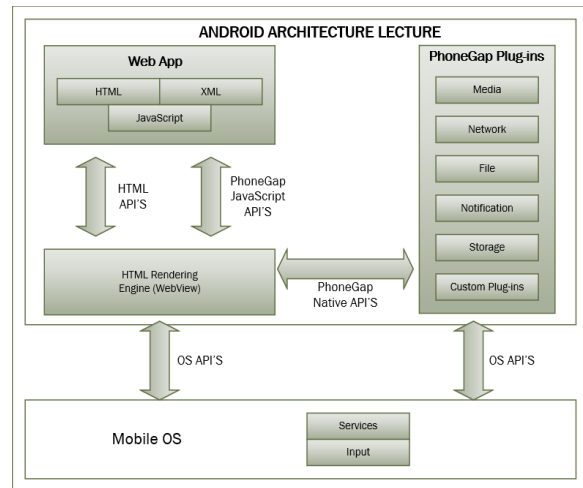 ANDROID ARCHITECTURE LECTURE
Web App
HTML
XML
JavaScript
PhoneGap Plug-ins
Media
Network
File
Notification
Storage
Custom Plug-ins
HTML
API'S
PhoneGap
JavaScript
API'S
HTML Rendering
Engine (WebView)
PhoneGap
Native API'S
OS API'S
OS API'S
Mobile OS
Services
Input